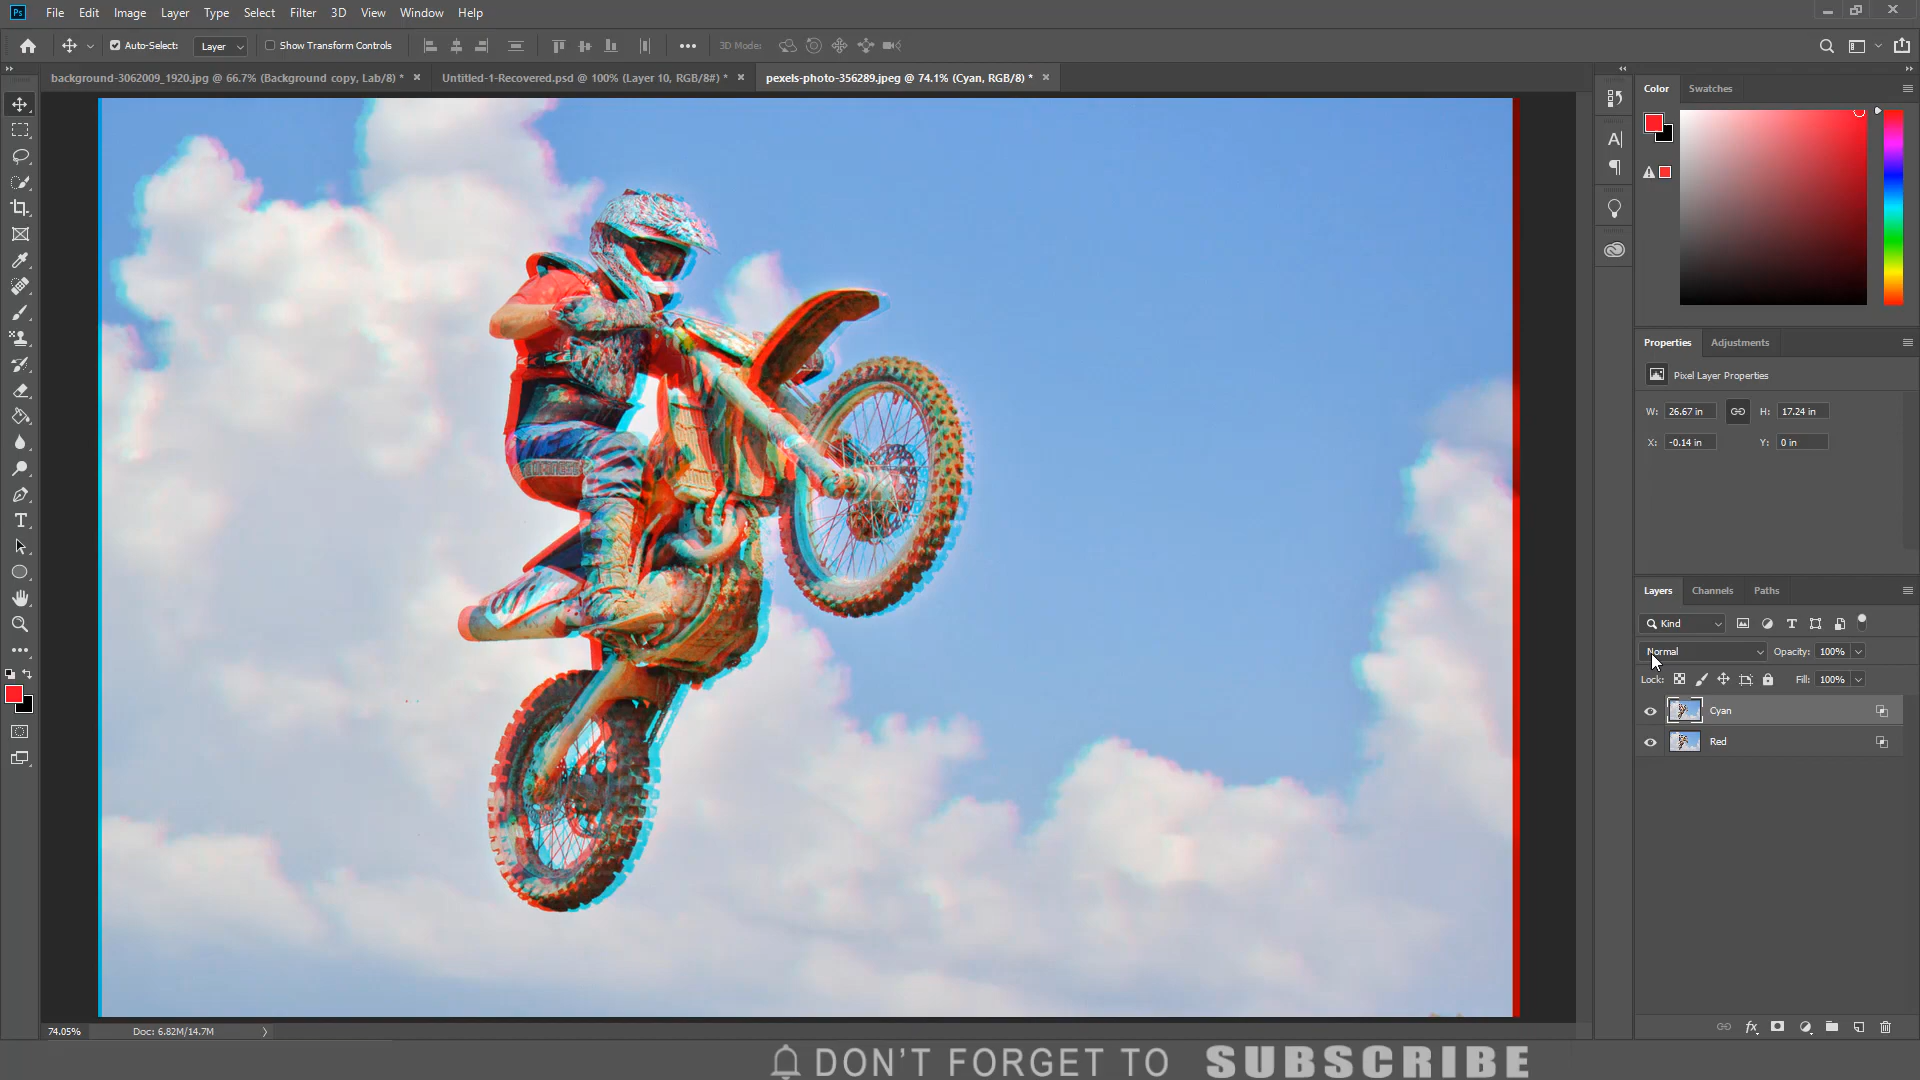 Ps File Edit Image Layer Type Select Filter 3D View Window Help
Auto-Select: Layer Show Transform Controls 3D Mode:
background-3062009_1920.jpg @ 66.7% (Background copy, Lab/8) * × Untitled-1-Recovered.psd @ 100% (Layer 10, RGB/8#) * × pexels-photo-356289.jpeg @ 74.1% (Cyan, RGB/8) * ×
Color Swatches
Properties Adjustments
Pixel Layer Properties
W: 26.67 in H: 17.24 in
X: -0.14 in Y: 0 in
Layers Channels Paths
Kind
Normal Opacity: 100%
Lock: Fill: 100%
Cyan
Red
74.05% Doc: 6.82M/14.7M
DON'T FORGET TO SUBSCRIBE